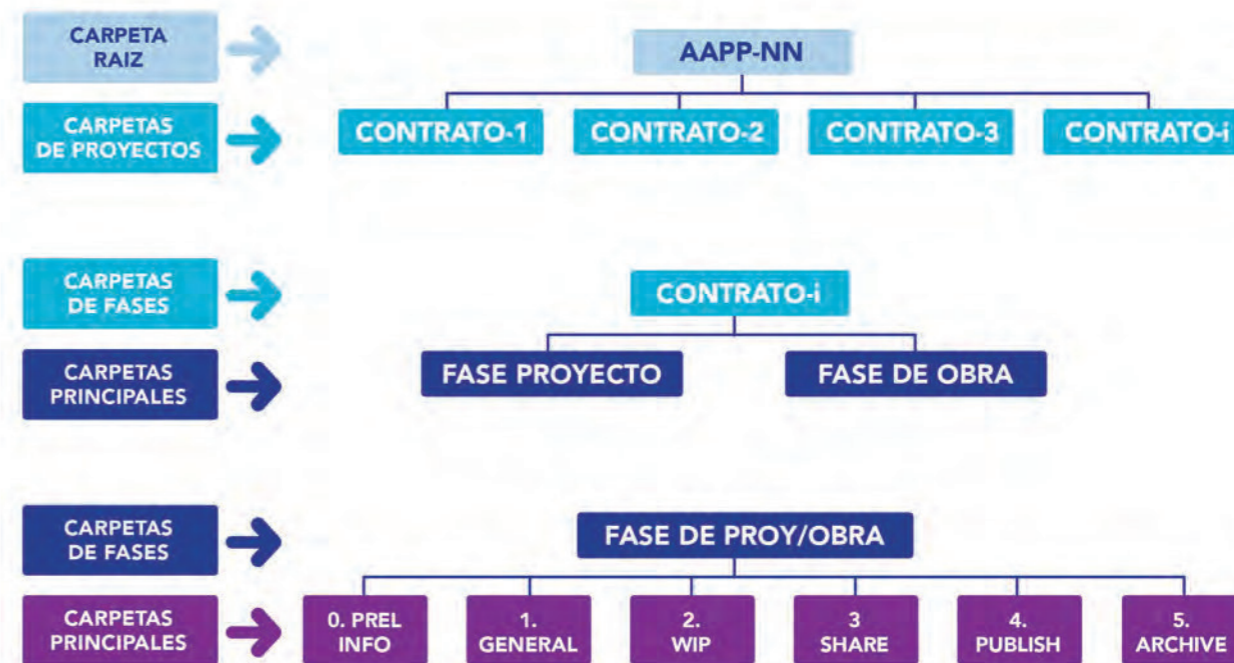 CARPETA
RAIZ
AAPP-NN
CARPETAS
DE PROYECTOS
CONTRATO-1
CONTRATO-2
CONTRATO-3
CONTRATO-i
CARPETAS
DE FASES
CONTRATO-i
CARPETAS
PRINCIPALES
FASE PROYECTO
FASE DE OBRA
CARPETAS
DE FASES
FASE DE PROY/OBRA
CARPETAS
PRINCIPALES
0. PREL
INFO
1.
GENERAL
2.
WIP
3
SHARE
4.
PUBLISH
5.
ARCHIVE